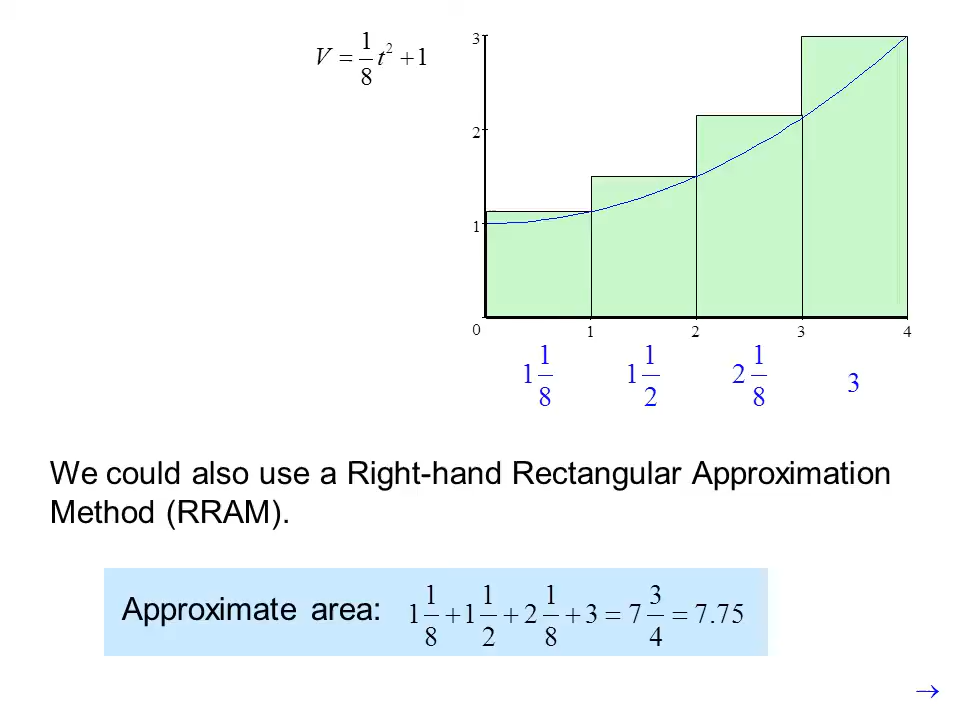 V = 1/8 t² + 1
3
2
1
0 1 2 3 4
1 1/8 1 1/2 2 1/8 3
We could also use a Right-hand Rectangular Approximation
Method (RRAM).
Approximate area: 1 1/8 + 1 1/2 + 2 1/8 + 3 = 7 3/4 = 7.75
→